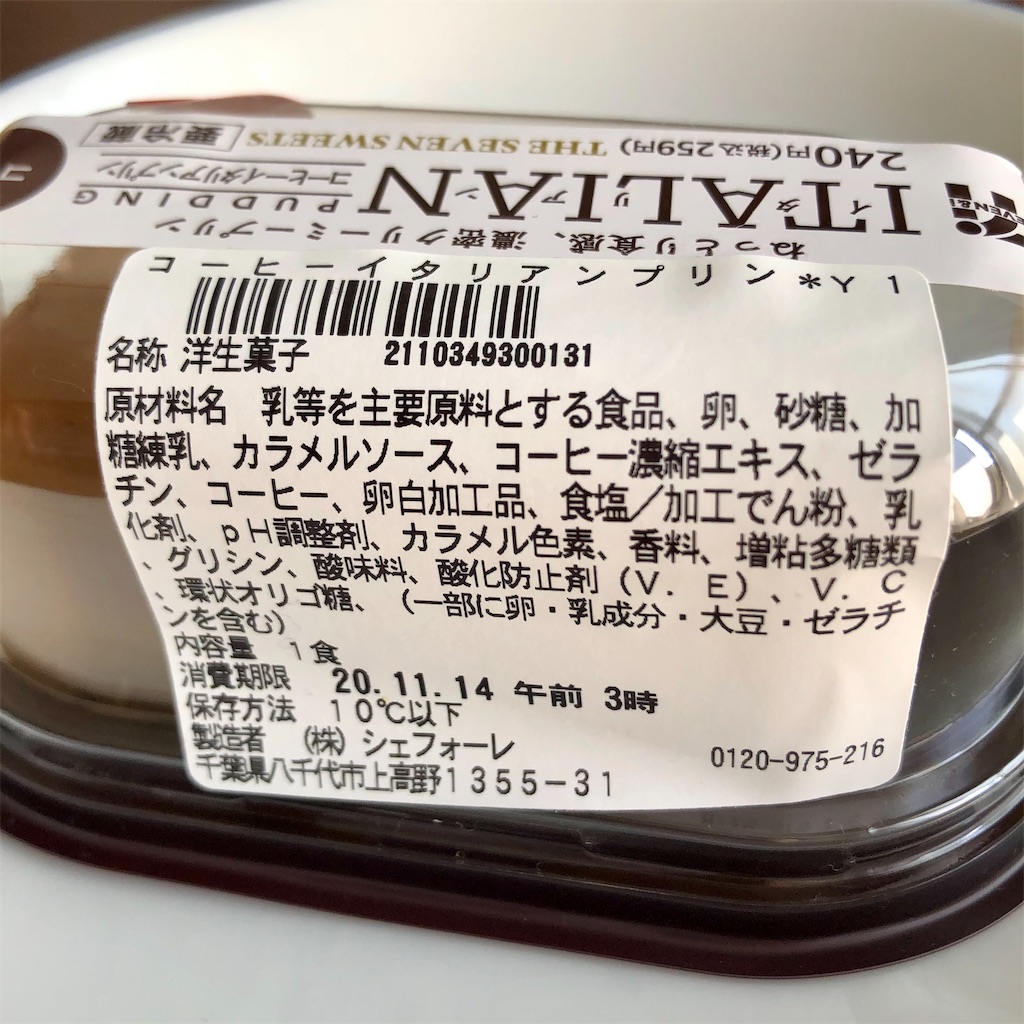 240円(税込259円) THE SEVEN SWEETS 要冷蔵
ITALIAN
イタリアン
PUDDING
コーヒーイタリアンプリン
ねっとり食感、濃密クリーミープリン
コーヒーイタリアンプリン*Y1
2110349300131
名称 洋生菓子
原材料名 乳等を主要原料とする食品、卵、砂糖、加
糖練乳、カラメルソース、コーヒー濃縮エキス、ゼラ
チン、コーヒー、卵白加工品、食塩/加工でん粉、乳
化剤、pH調整剤、カラメル色素、香料、増粘多糖類
、グリシン、酸味料、酸化防止剤(V.E)、V.C
、環状オリゴ糖、(一部に卵・乳成分・大豆・ゼラチ
ンを含む)
内容量 1食
消費期限 20.11.14 午前 3時
保存方法 10℃以下
製造者 (株)シェフォーレ
千葉県八千代市上高野1355-31
0120-975-216